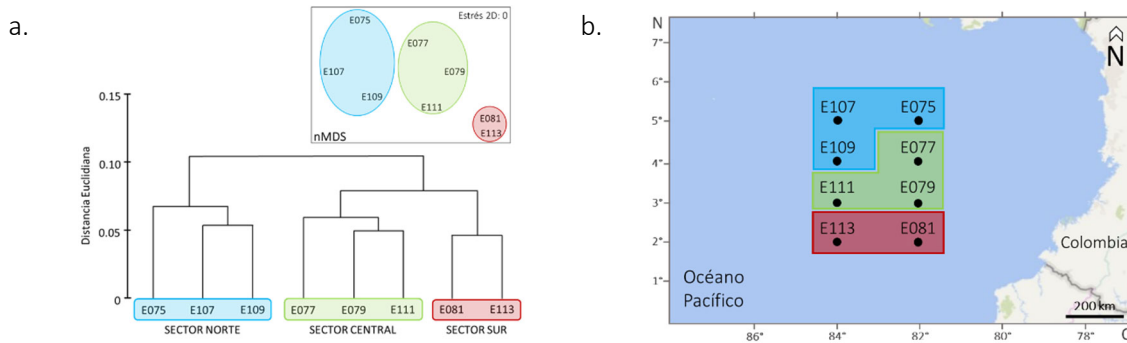 a.
Estrés 2D: 0
E075
E077
E107
E079
E109
E111
E081
E113
nMDS
Distancia Euclidiana
0.15
0.10
0.05
0
E075 E107 E109 E077 E079 E111 E081 E113
SECTOR NORTE SECTOR CENTRAL SECTOR SUR
b.
N
7°
6°
5°
4°
3°
2°
1°
N
E107 E075
E109 E077
E111 E079
E113 E081
Colombia
Océano
Pacífico
200 km
86° 84° 82° 80° 78° O